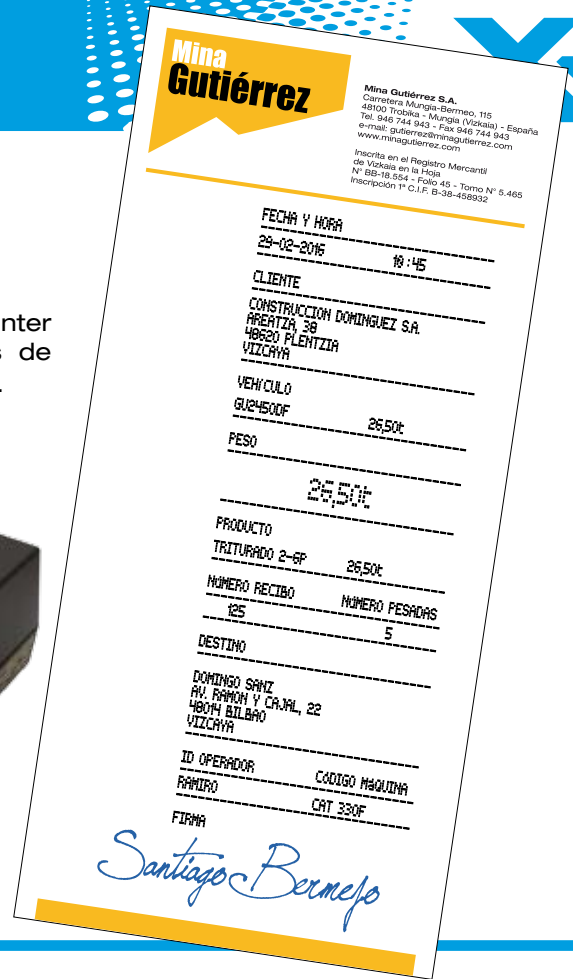 Mina
Gutiérrez
Mina Gutiérrez S.A.
Carretera Mungia-Bermeo, 115
48100 Trobika - Mungia (Vizkaia) - España
Tel. 946 744 943 - Fax 946 744 943
e-mail: gutierrez@minagutierrez.com
www.minagutierrez.com
Inscrita en el Registro Mercantil
de Vizkaia en la Hoja
Nº BB-18.554 - Folio 45 - Tomo Nº 5.465
Inscripción 1ª C.I.F. B-38-458932
FECHA Y HORA
29-02-2016 10:45
CLIENTE
CONSTRUCCION DOMINGUEZ S.A.
AREATZA, 38
48620 PLENTZIA
VIZCAYA
VEHíCULO
GU2450DF 26,50t
PESO
26,50t
PRODUCTO
TRITURADO 2-6P 26,50t
NúMERO RECIBO NúMERO PESADAS
125 5
DESTINO
DOMINGO SANZ
AV. RAMON Y CAJAL, 22
48014 BILBAO
VIZCAYA
ID OPERADOR CóDIGO MáQUINA
RAMIRO CAT 330F
FIRMA
Santiago Bermejo
de